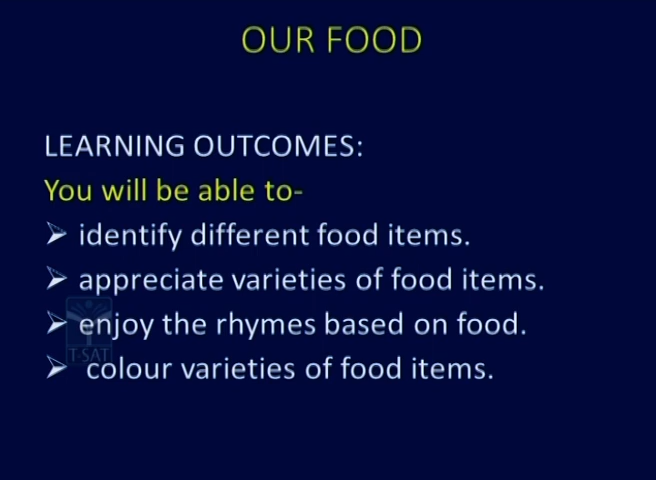 OUR FOOD
LEARNING OUTCOMES:
You will be able to-
➢ identify different food items.
➢ appreciate varieties of food items.
➢ enjoy the rhymes based on food.
T-SAT
➢ colour varieties of food items.